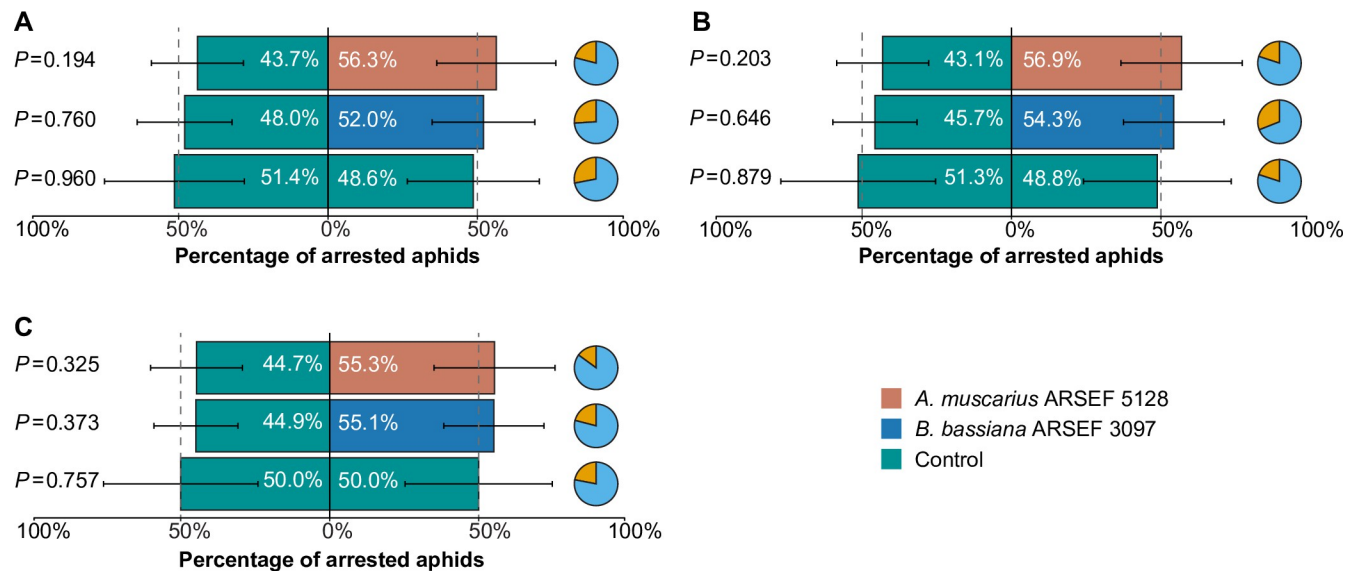 A
P=0.194 43.7% 56.3%
P=0.760 48.0% 52.0%
P=0.960 51.4% 48.6%
100% 50% 0% 50% 100%
Percentage of arrested aphids
B
P=0.203 43.1% 56.9%
P=0.646 45.7% 54.3%
P=0.879 51.3% 48.8%
100% 50% 0% 50% 100%
Percentage of arrested aphids
C
P=0.325 44.7% 55.3%
P=0.373 44.9% 55.1%
P=0.757 50.0% 50.0%
100% 50% 0% 50% 100%
Percentage of arrested aphids
A. muscarius ARSEF 5128
B. bassiana ARSEF 3097
Control